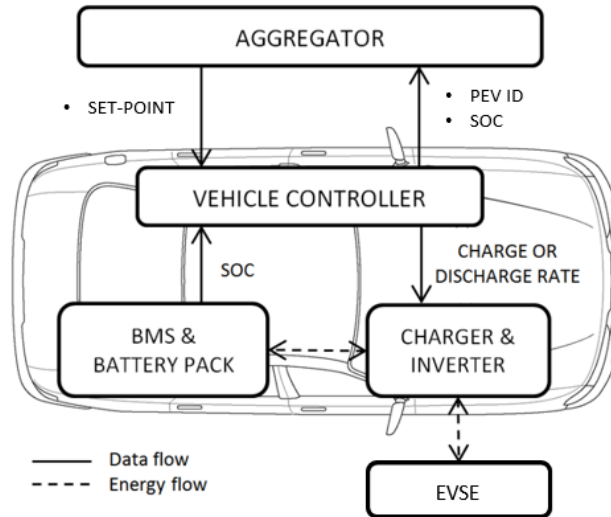 AGGREGATOR
• SET-POINT
• PEV ID
• SOC
VEHICLE CONTROLLER
SOC
CHARGE OR
DISCHARGE RATE
BMS &
BATTERY PACK
CHARGER &
INVERTER
Data flow
Energy flow
EVSE